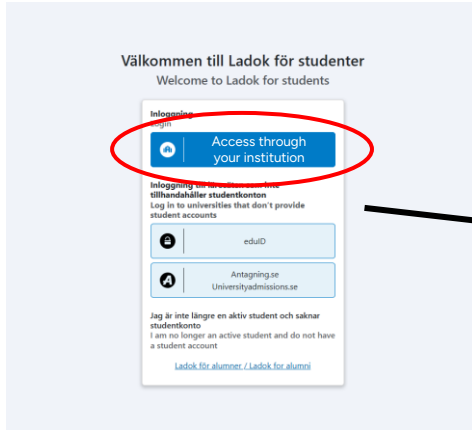 Välkommen till Ladok för studenter
Welcome to Ladok for students
Inloggning
Login
Access through
your institution
Inloggning till lärosäten som inte
tillhandahåller studentkonton
Log in to universities that don't provide
student accounts
eduID
Antagning.se
Universityadmissions.se
Jag är inte längre en aktiv student och saknar
studentkonto
I am no longer an active student and do not have
a student account
Ladok för alumner / Ladok for alumni